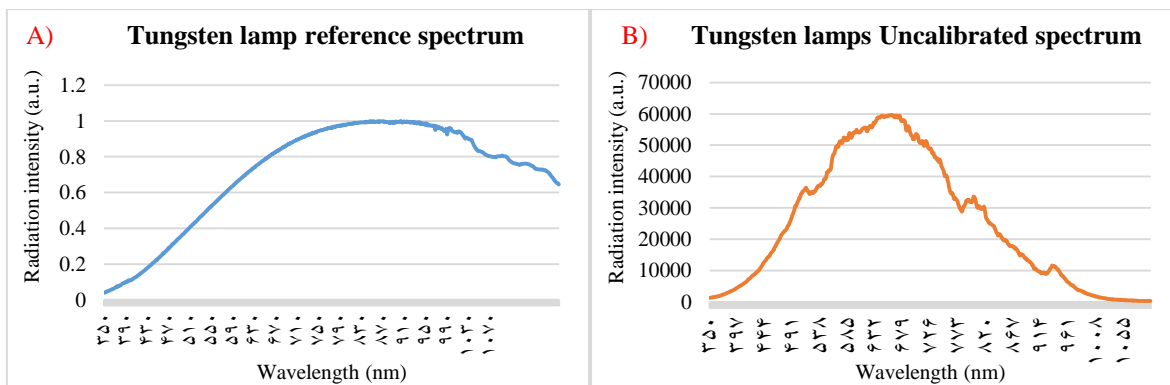 A) Tungsten lamp reference spectrum
Radiation intensity (a.u.)
1.2
1
0.8
0.6
0.4
0.2
0
۳۵۰ ۳۹۰ ۴۳۰ ۴۷۰ ۵۱۰ ۵۵۰ ۵۹۰ ۶۳۰ ۶۷۰ ۷۱۰ ۷۵۰ ۷۹۰ ۸۳۰ ۸۷۰ ۹۱۰ ۹۵۰ ۹۹۰ ۱۰۳۰ ۱۰۷۰
Wavelength (nm)
B) Tungsten lamps Uncalibrated spectrum
Radiation intensity (a.u.)
70000
60000
50000
40000
30000
20000
10000
0
۳۵۰ ۳۹۷ ۴۴۴ ۴۹۱ ۵۳۸ ۵۸۵ ۶۳۲ ۶۷۹ ۷۲۶ ۷۷۳ ۸۲۰ ۸۶۷ ۹۱۴ ۹۶۱ ۱۰۰۸ ۱۰۵۵
Wavelength (nm)